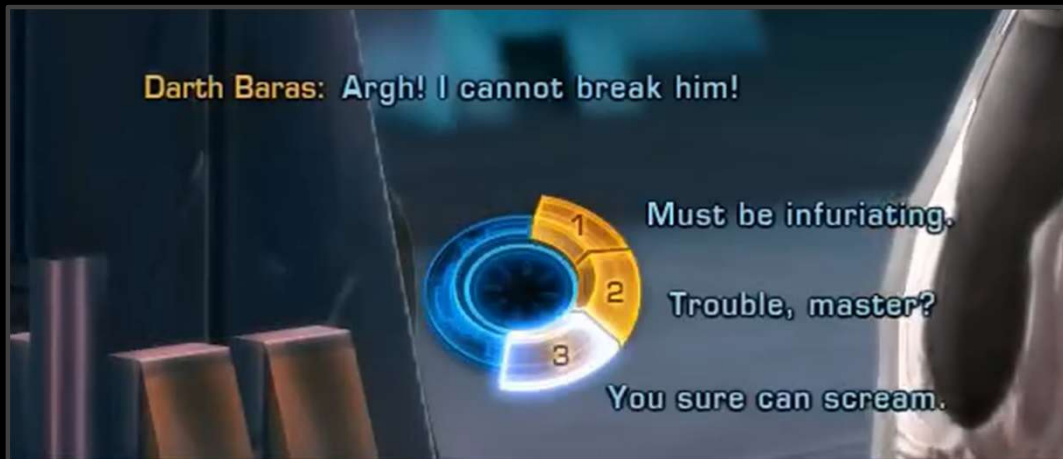 Darth Baras: Argh! I cannot break him!
1 Must be infuriating.
2 Trouble, master?
3 You sure can scream.